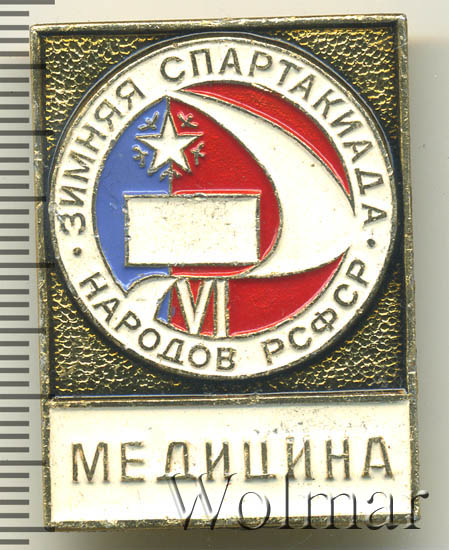 ЗИМНЯЯ СПАРТАКИАДА
НАРОДОВ РСФСР
VI
МЕДИЦИНА
Wolmar